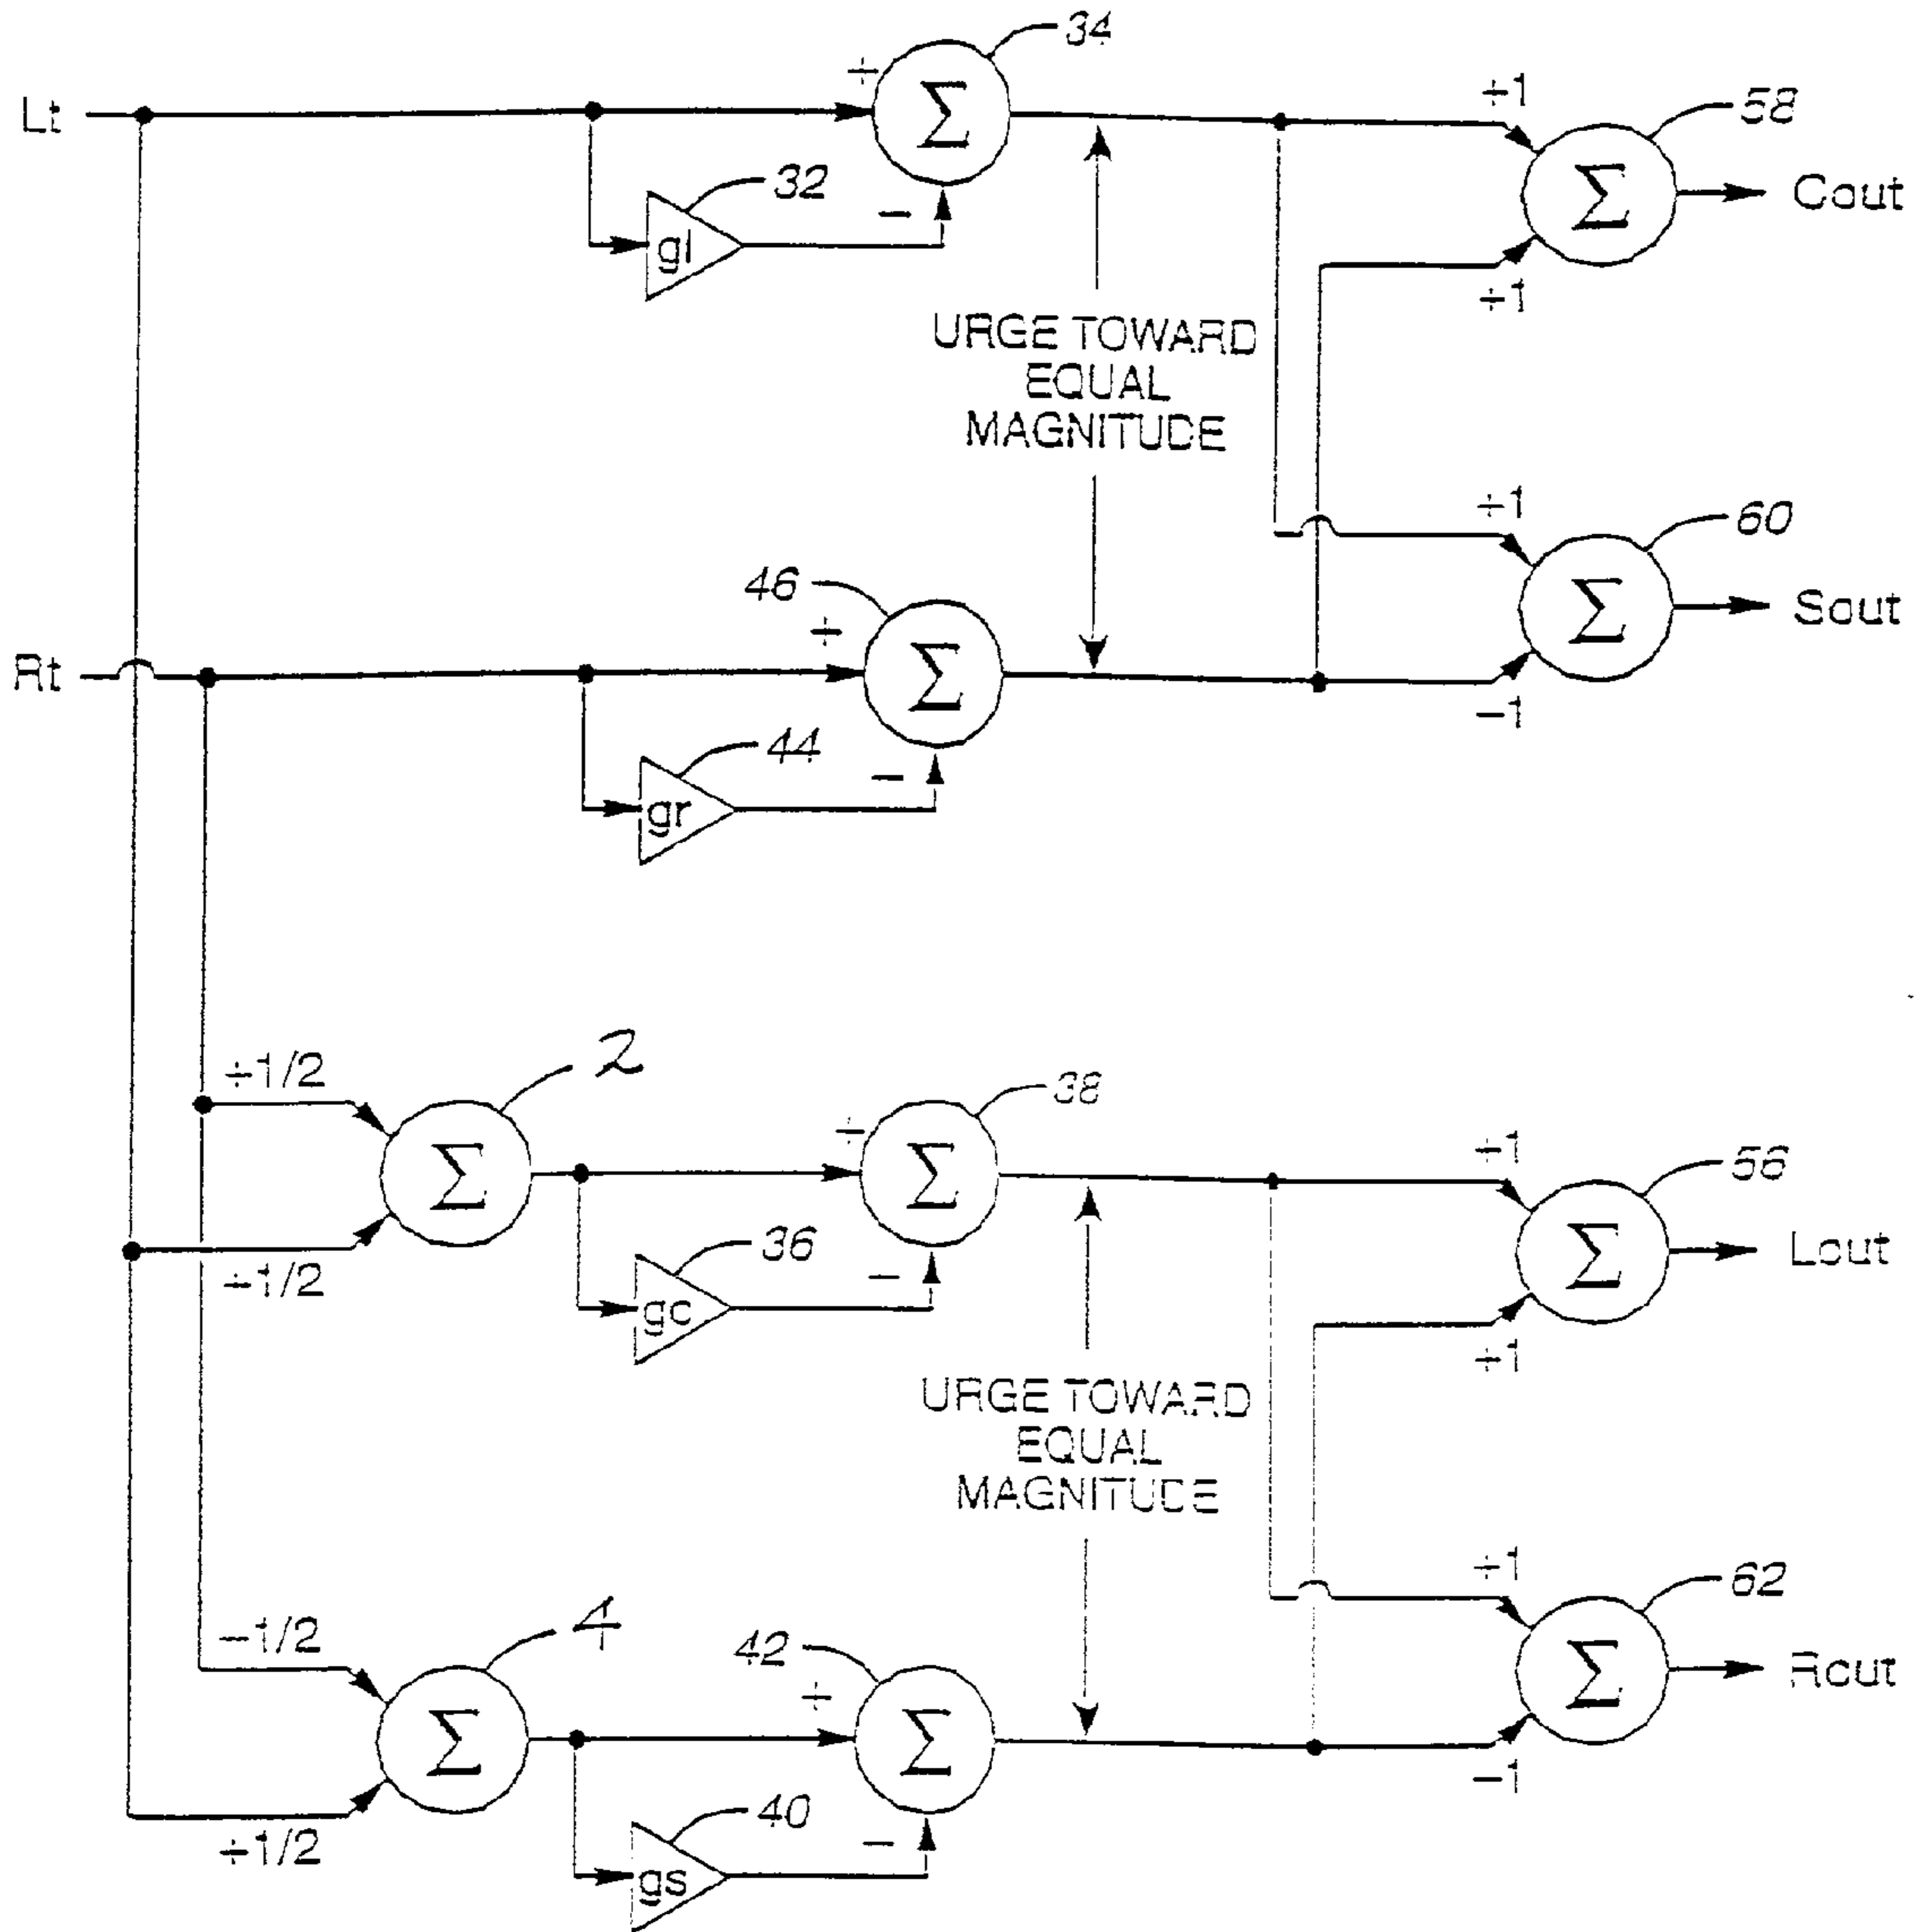 34
+
+1
58
Lt
Σ
32
Σ
Cout
−
gl
+1
URGE TOWARD
EQUAL
MAGNITUDE
+1
60
46
+
Σ
Sout
Rt
Σ
−1
44
−
gr
2
+1/2
38
+
+1
56
Σ
Σ
36
Σ
Lout
+1/2
−
gc
+1
URGE TOWARD
EQUAL
MAGNITUDE
+1
62
−1/2
4
42
+
Σ
Rout
Σ
Σ
−1
40
+1/2
−
gs